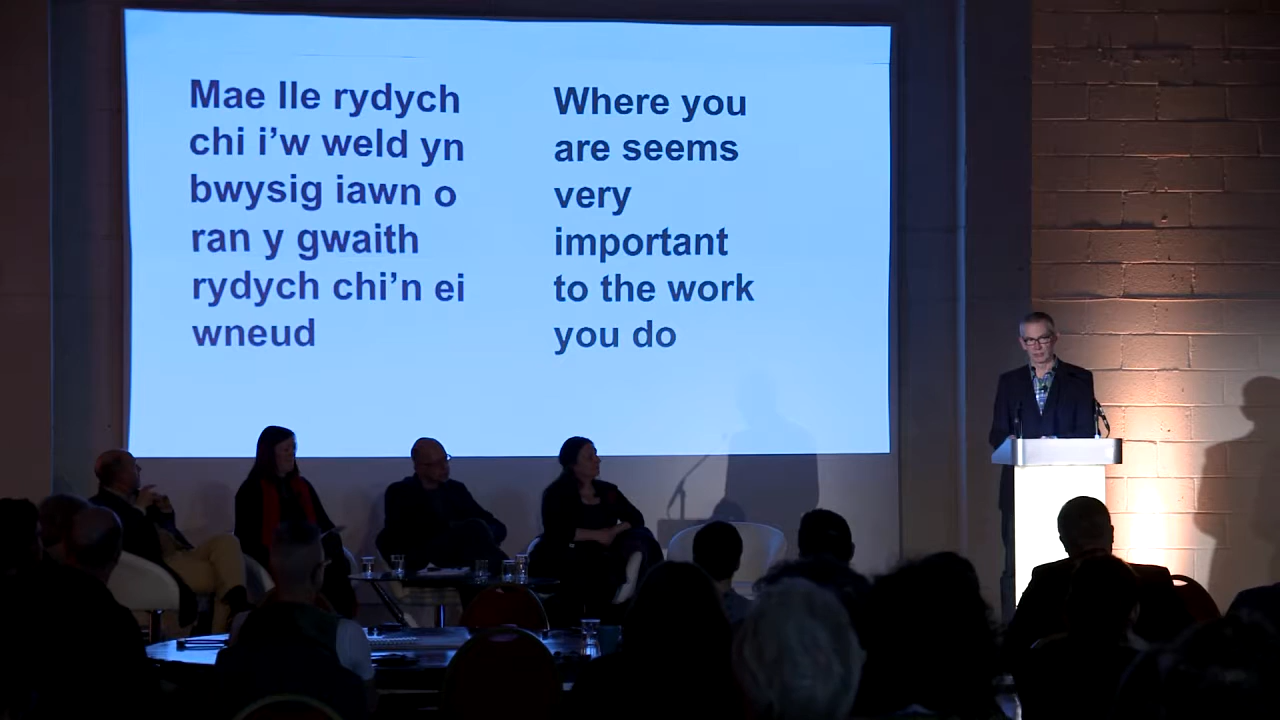 Mae lle rydych
chi i’w weld yn
bwysig iawn o
ran y gwaith
rydych chi’n ei
wneud
Where you
are seems
very
important
to the work
you do